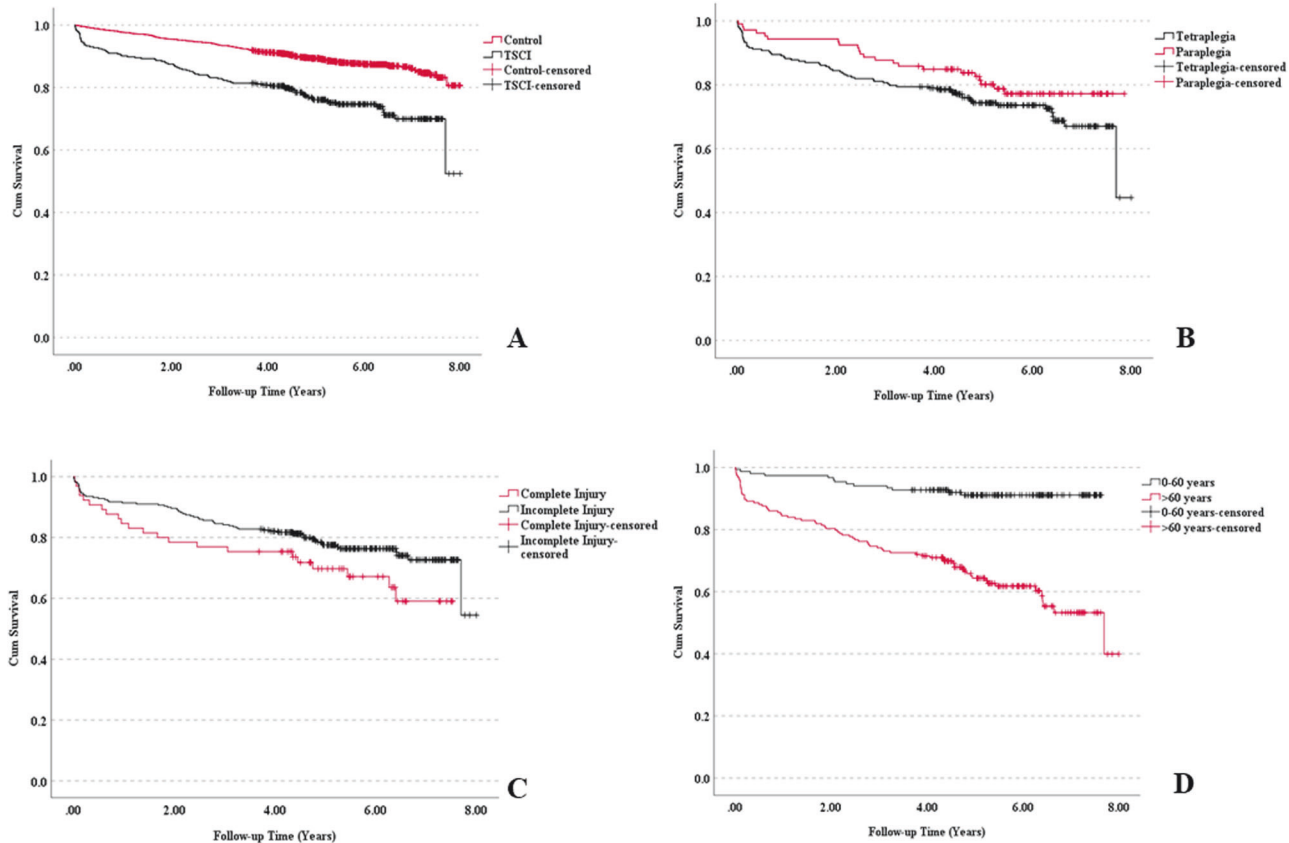 1.0
0.8
0.6
0.4
0.2
0.0
Cum Survival
.00 2.00 4.00 6.00 8.00
Follow-up Time (Years)
Control
TSCI
Control-censored
TSCI-censored
A
1.0
0.8
0.6
0.4
0.2
0.0
Cum Survival
.00 2.00 4.00 6.00 8.00
Follow-up Time (Years)
Tetraplegia
Paraplegia
Tetraplegia-censored
Paraplegia-censored
B
1.0
0.8
0.6
0.4
0.2
0.0
Cum Survival
.00 2.00 4.00 6.00 8.00
Follow-up Time (Years)
Complete Injury
Incomplete Injury
Complete Injury-censored
Incomplete Injury-
censored
C
1.0
0.8
0.6
0.4
0.2
0.0
Cum Survival
.00 2.00 4.00 6.00 8.00
Follow-up Time (Years)
0-60 years
>60 years
0-60 years-censored
>60 years-censored
D